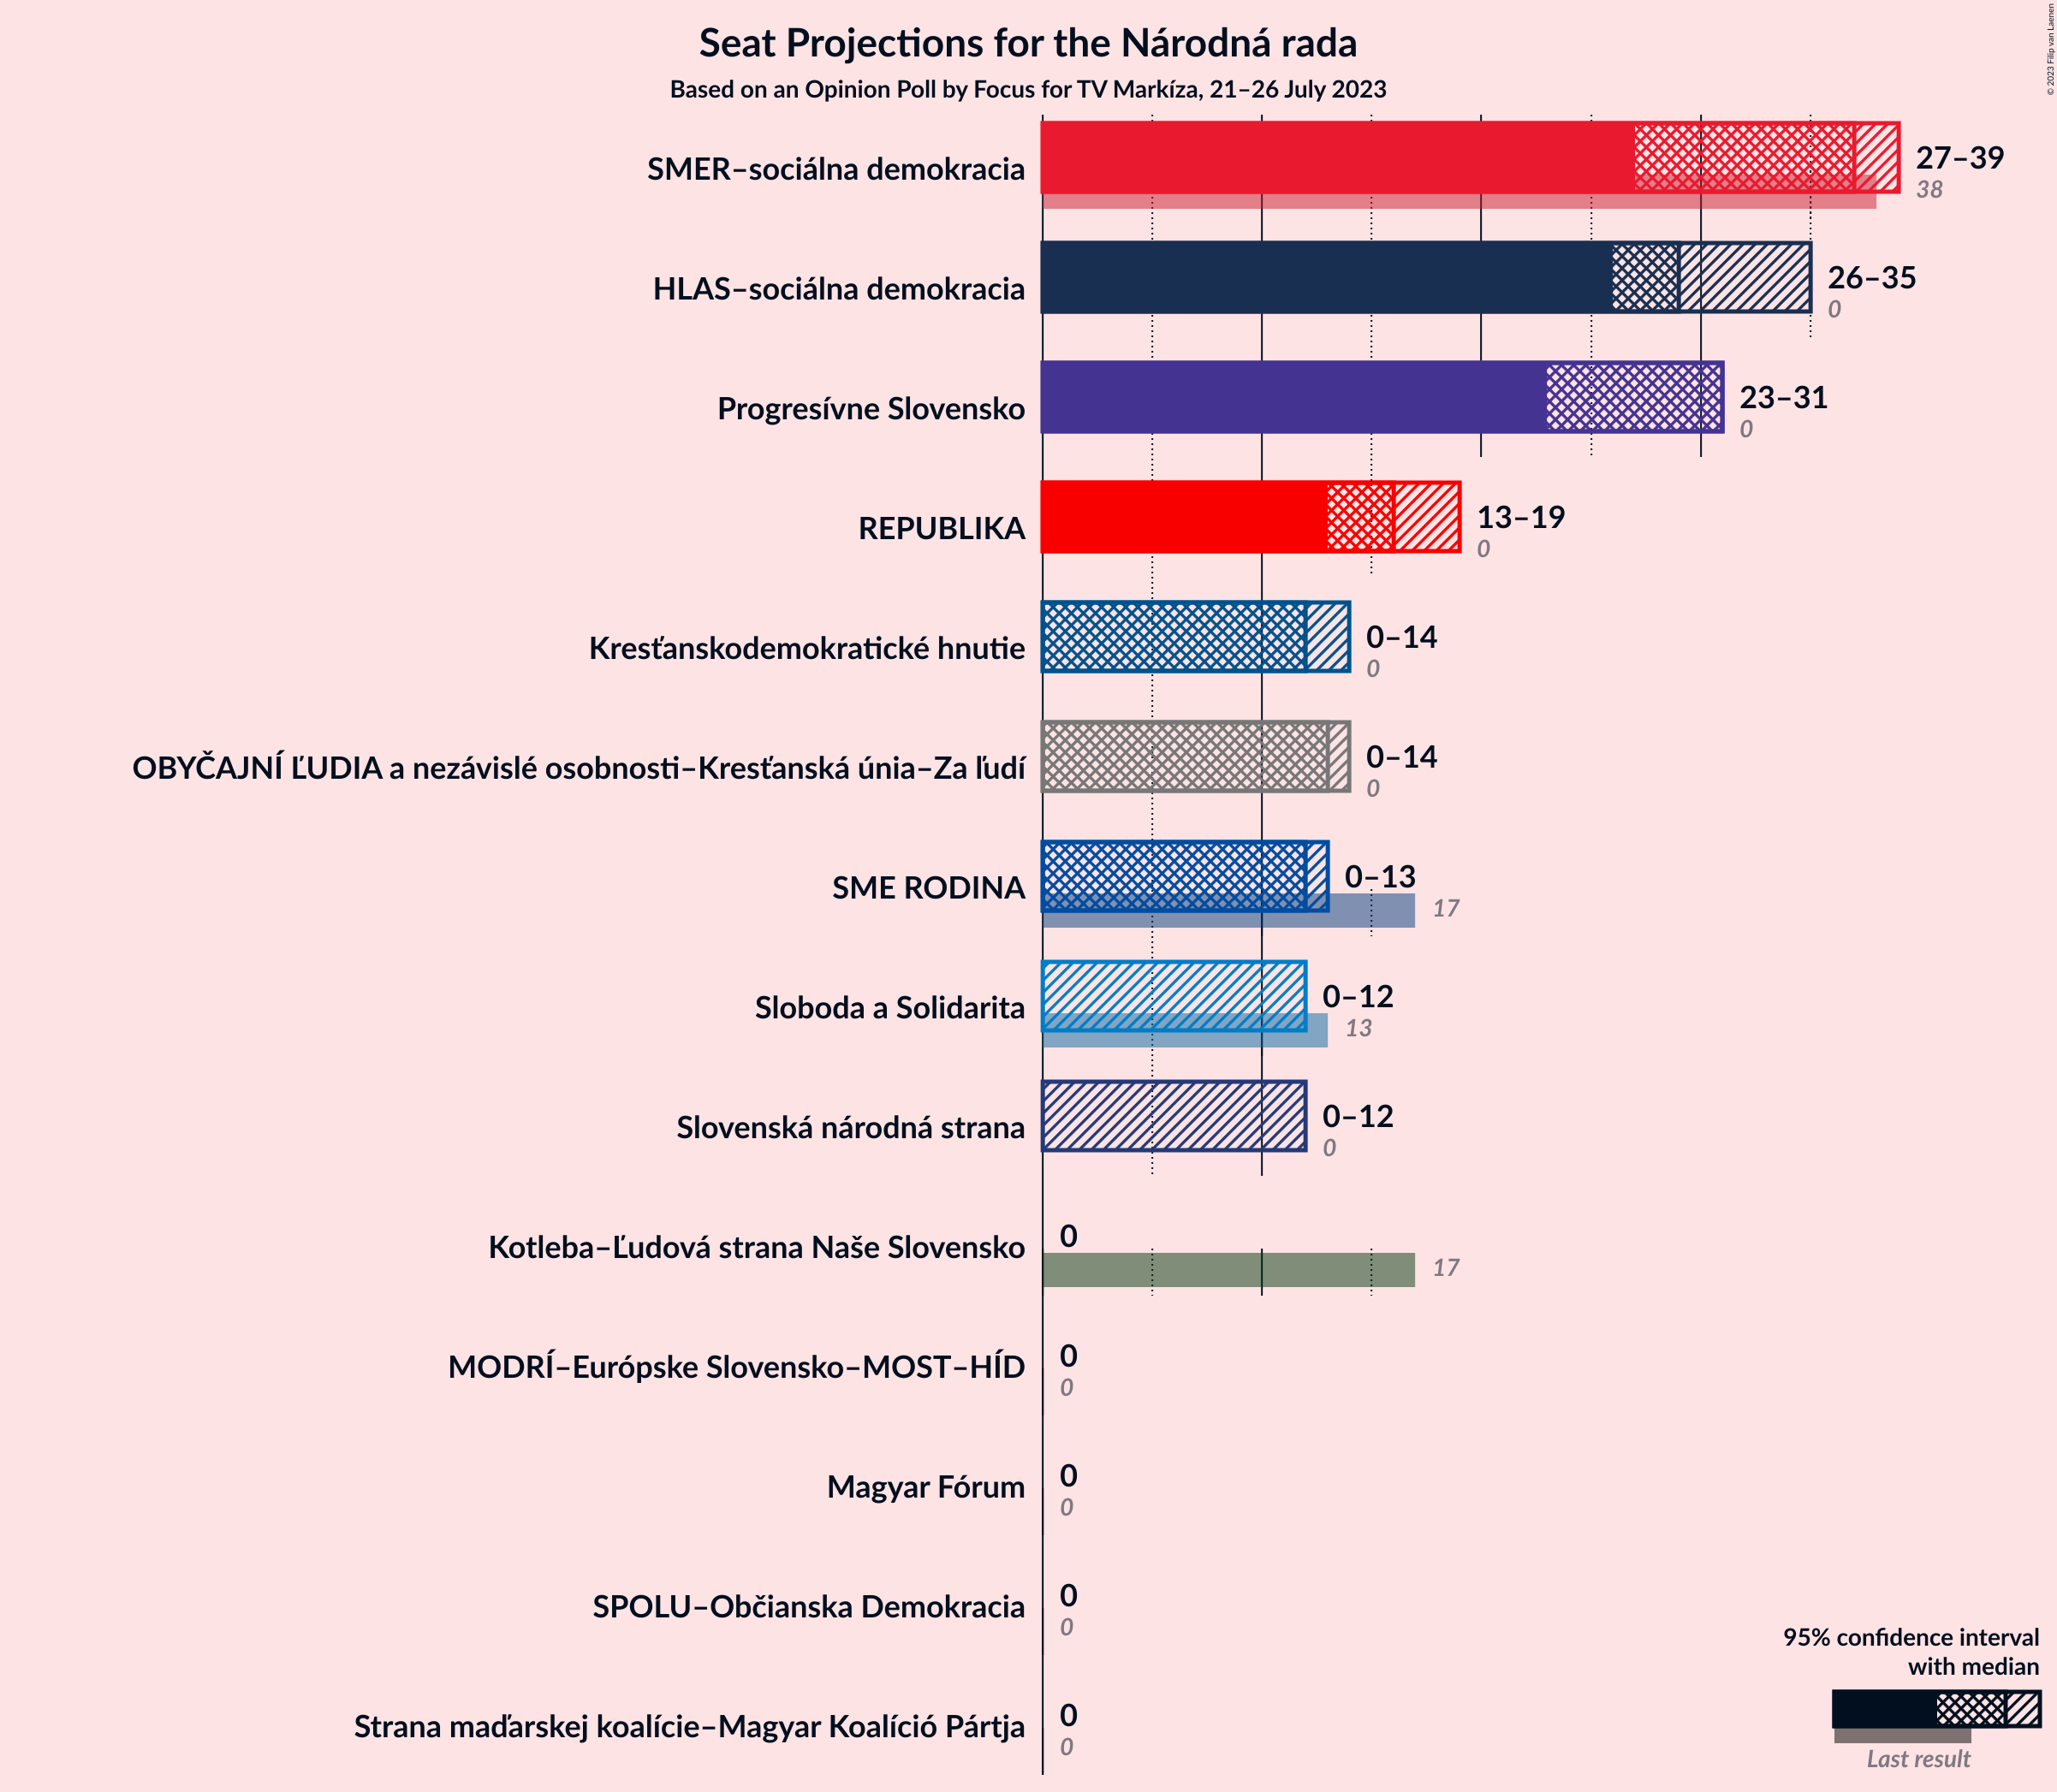 Seat Projections for the Národná rada
Based on an Opinion Poll by Focus for TV Markíza, 21–26 July 2023
© 2023 Filip van Laenen
SMER–sociálna demokracia
27–39
38
HLAS–sociálna demokracia
26–35
0
Progresívne Slovensko
23–31
0
REPUBLIKA
13–19
0
Kresťanskodemokratické hnutie
0–14
0
OBYČAJNÍ ĽUDIA a nezávislé osobnosti–Kresťanská únia–Za ľudí
0–14
0
SME RODINA
0–13
17
Sloboda a Solidarita
0–12
13
Slovenská národná strana
0–12
0
Kotleba–Ľudová strana Naše Slovensko
0
17
MODRÍ–Európske Slovensko–MOST–HÍD
0
0
Magyar Fórum
0
0
SPOLU–Občianska Demokracia
0
0
Strana maďarskej koalície–Magyar Koalíció Pártja
0
0
95% confidence interval
with median
Last result